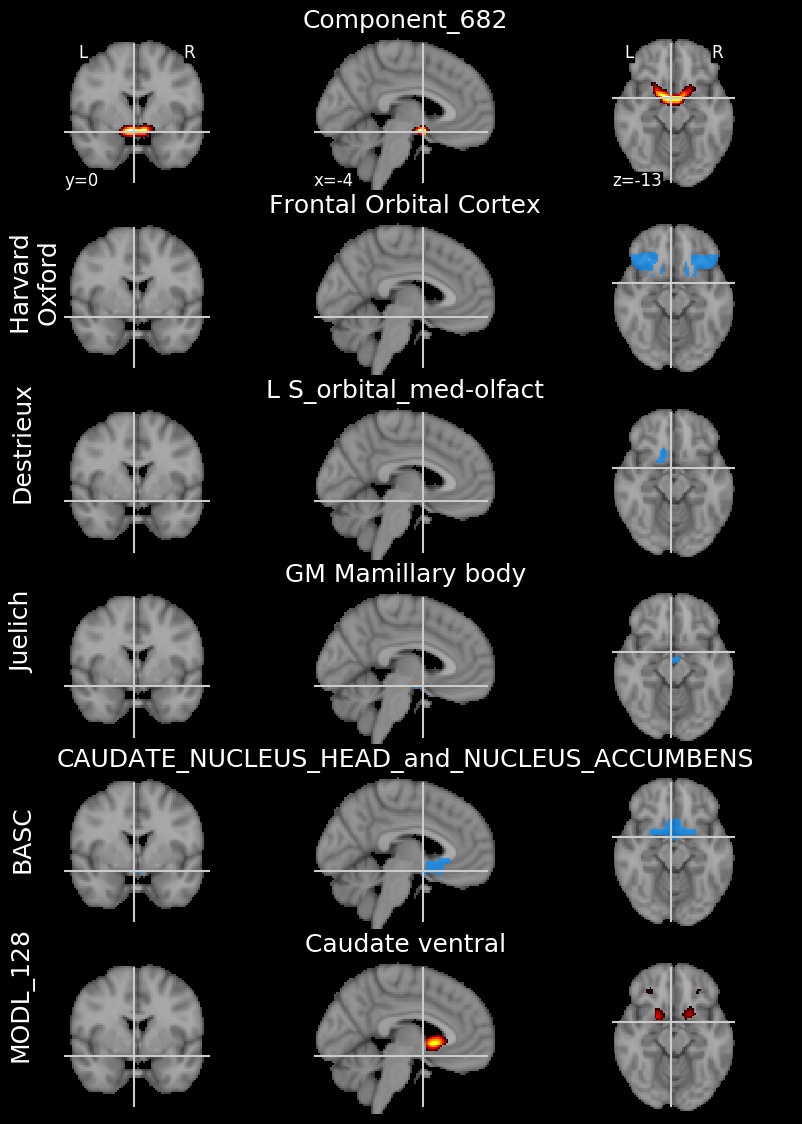 Component_682
L R L R
y=0 x=-4 z=-13
Frontal Orbital Cortex
Harvard
Oxford
L S_orbital_med-olfact
Destrieux
GM Mamillary body
Juelich
CAUDATE_NUCLEUS_HEAD_and_NUCLEUS_ACCUMBENS
BASC
Caudate ventral
MODL_128